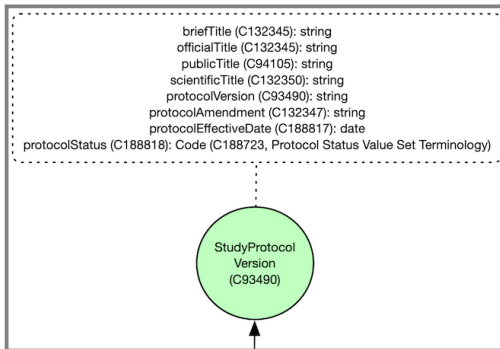 briefTitle (C132345): string
officialTitle (C132345): string
publicTitle (C94105): string
scientificTitle (C132350): string
protocolVersion (C93490): string
protocolAmendment (C132347): string
protocolEffectiveDate (C188817): date
protocolStatus (C188818): Code (C188723, Protocol Status Value Set Terminology)
StudyProtocol
Version
(C93490)